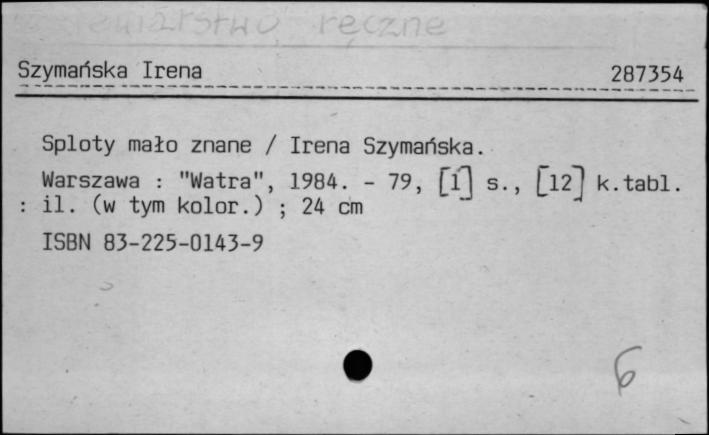 ręczne
Szymańska Irena 287354
Sploty mało znane / Irena Szymańska.
Warszawa : "Watra", 1984. - 79, [1] s., [12] k.tabl.
: il. (w tym kolor.) ; 24 cm
ISBN 83-225-0143-9
6